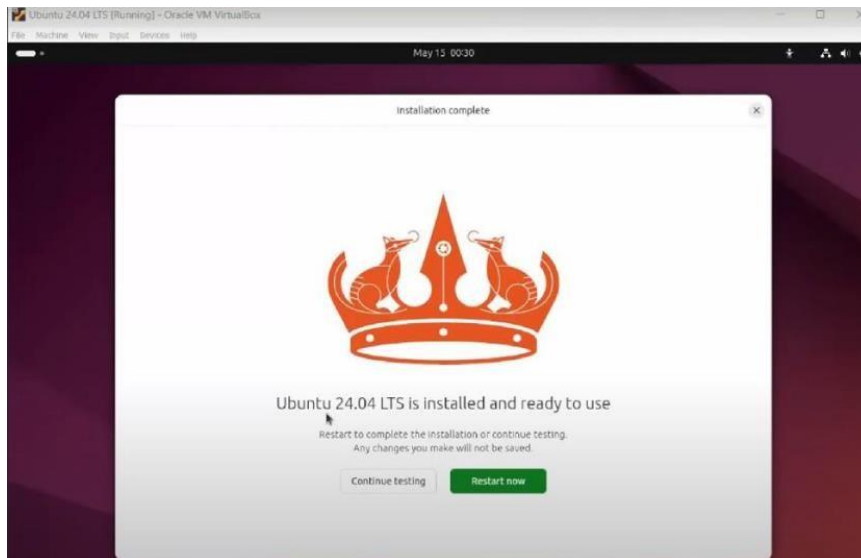 Ubuntu 24.04 LTS [Running] - Oracle VM VirtualBox
File Machine View Input Devices Help
May 15 00:30
Installation complete
Ubuntu 24.04 LTS is installed and ready to use
Restart to complete the installation or continue testing.
Any changes you make will not be saved.
Continue testing Restart now